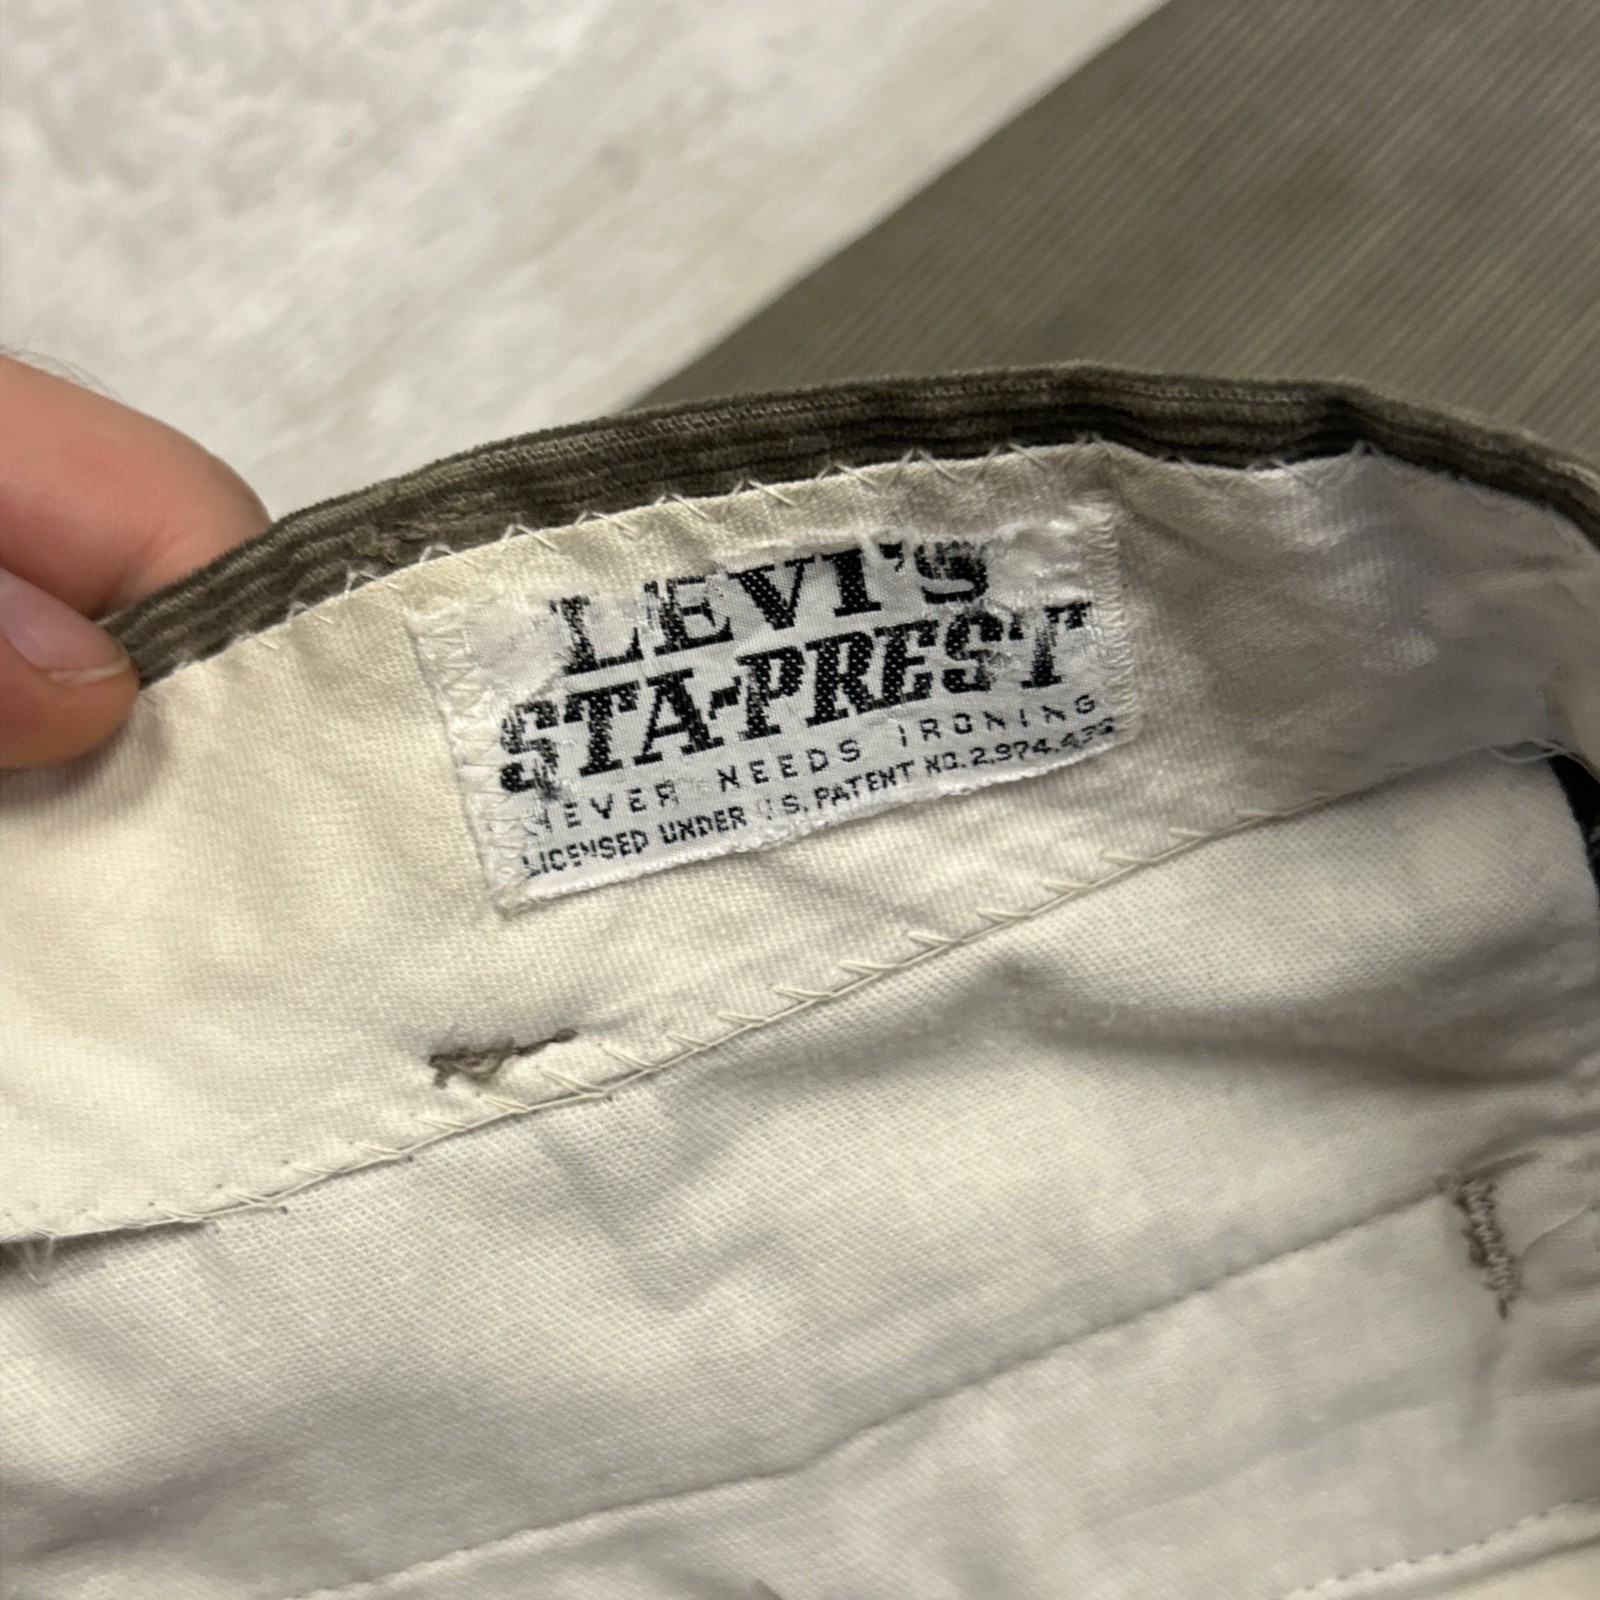 LEVI'S
STA-PREST
NEVER NEEDS IRONING
LICENSED UNDER U.S. PATENT NO. 2,974,432